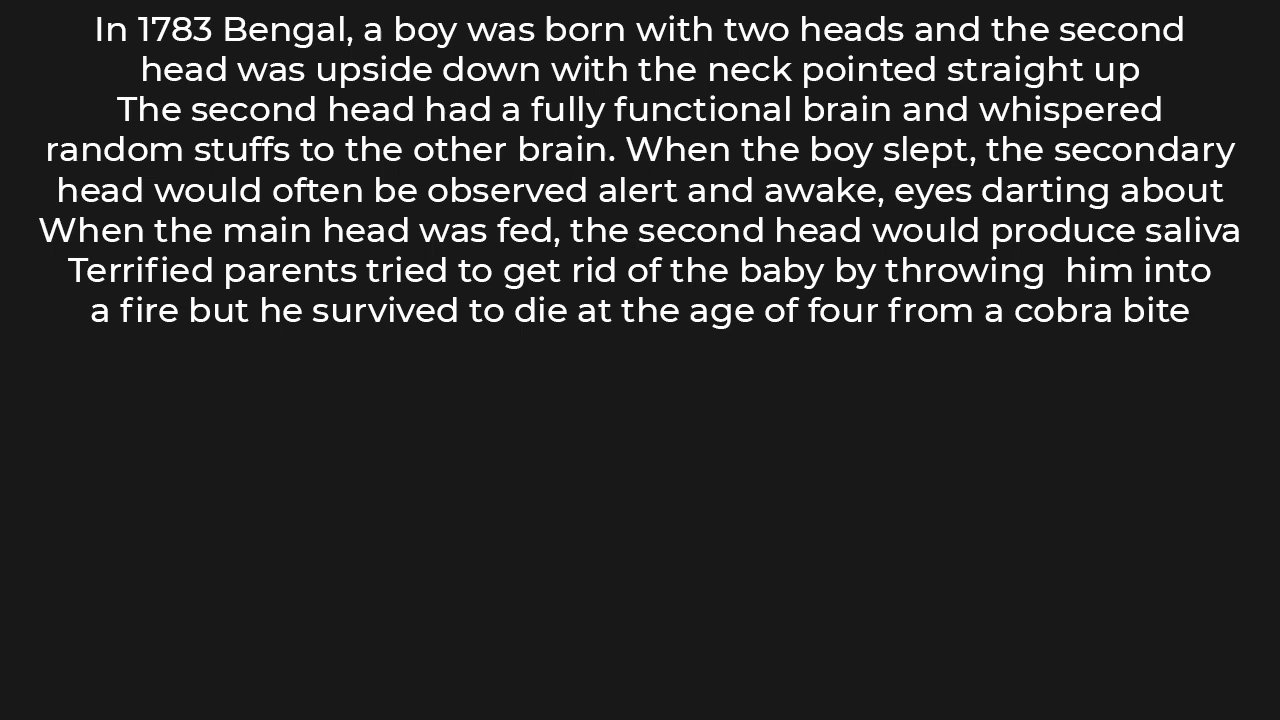 In 1783 Bengal, a boy was born with two heads and the second
head was upside down with the neck pointed straight up
The second head had a fully functional brain and whispered
random stuffs to the other brain. When the boy slept, the secondary
head would often be observed alert and awake, eyes darting about
When the main head was fed, the second head would produce saliva
Terrified parents tried to get rid of the baby by throwing  him into
a fire but he survived to die at the age of four from a cobra bite